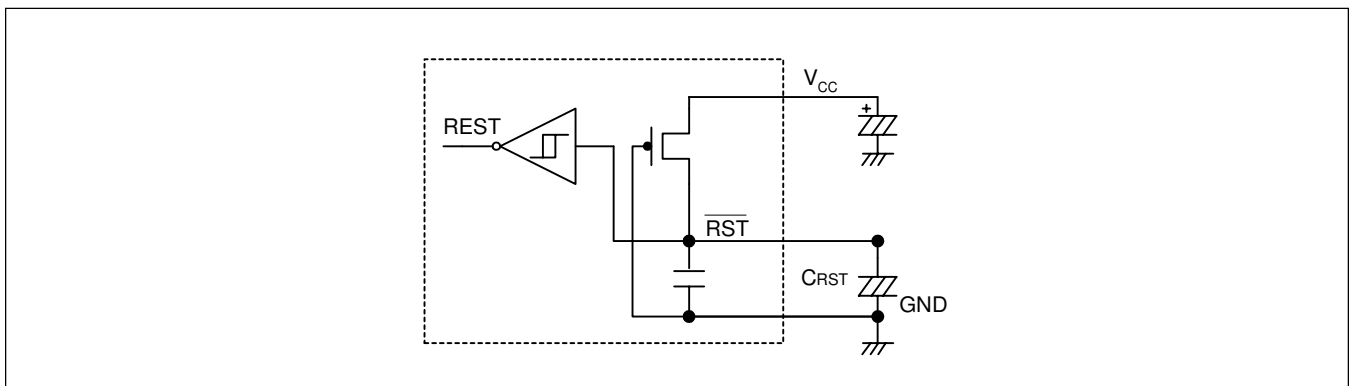 VCC
+
REST
RST
CRST
GND